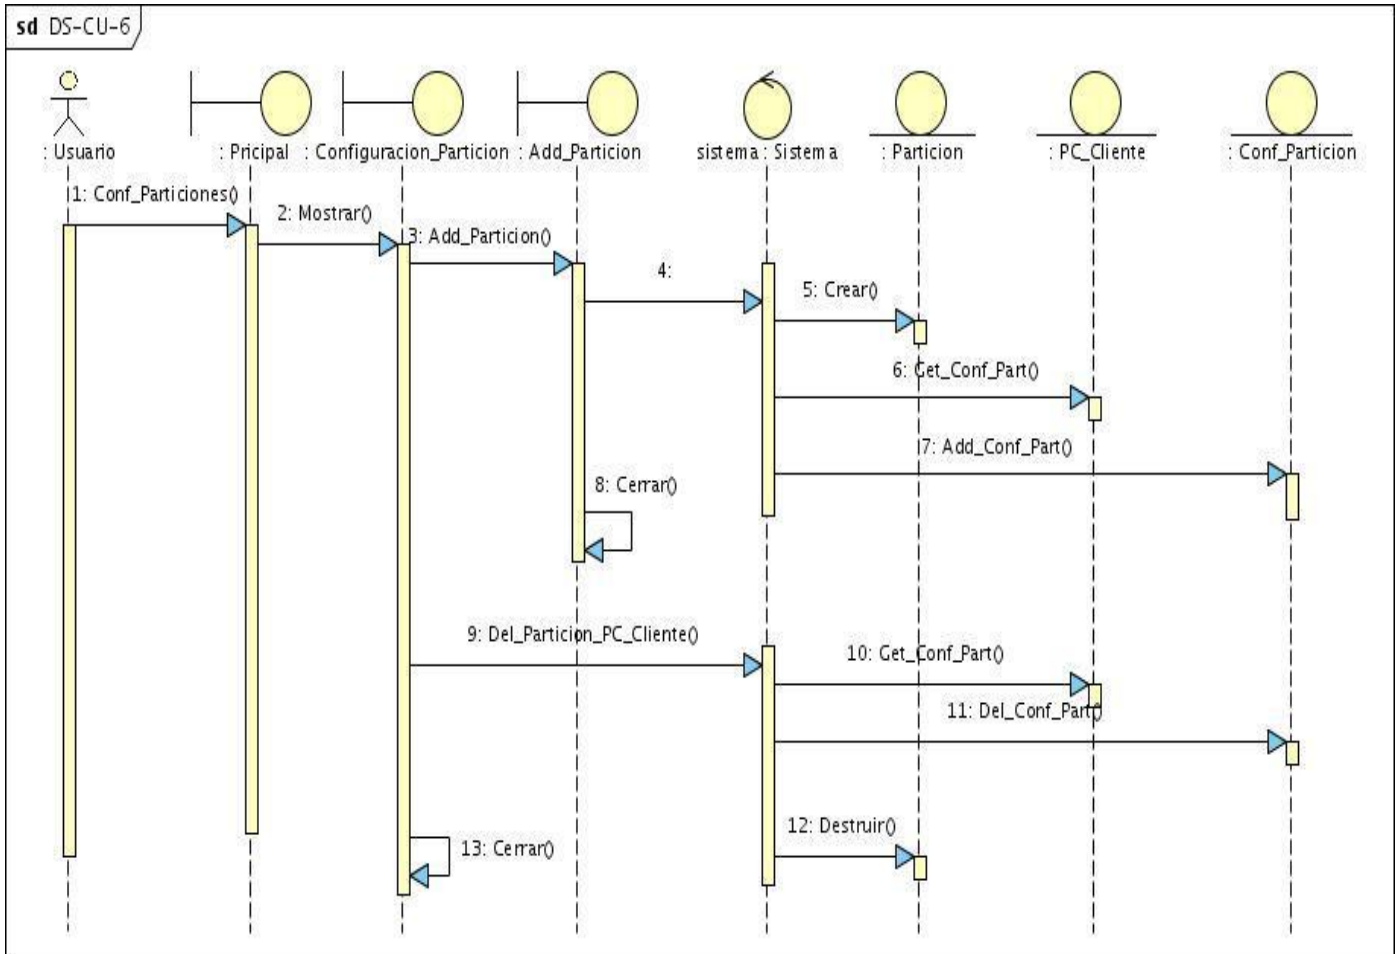 sd DS-CU-6
: Usuario
: Pricipal
: Configuracion_Particion
: Add_Particion
sistema : Sistema
: Particion
: PC_Cliente
: Conf_Particion
1: Conf_Particiones()
2: Mostrar()
3: Add_Particion()
4:
5: Crear()
6: Get_Conf_Part()
7: Add_Conf_Part()
8: Cerrar()
9: Del_Particion_PC_Cliente()
10: Get_Conf_Part()
11: Del_Conf_Part()
12: Destruir()
13: Cerrar()